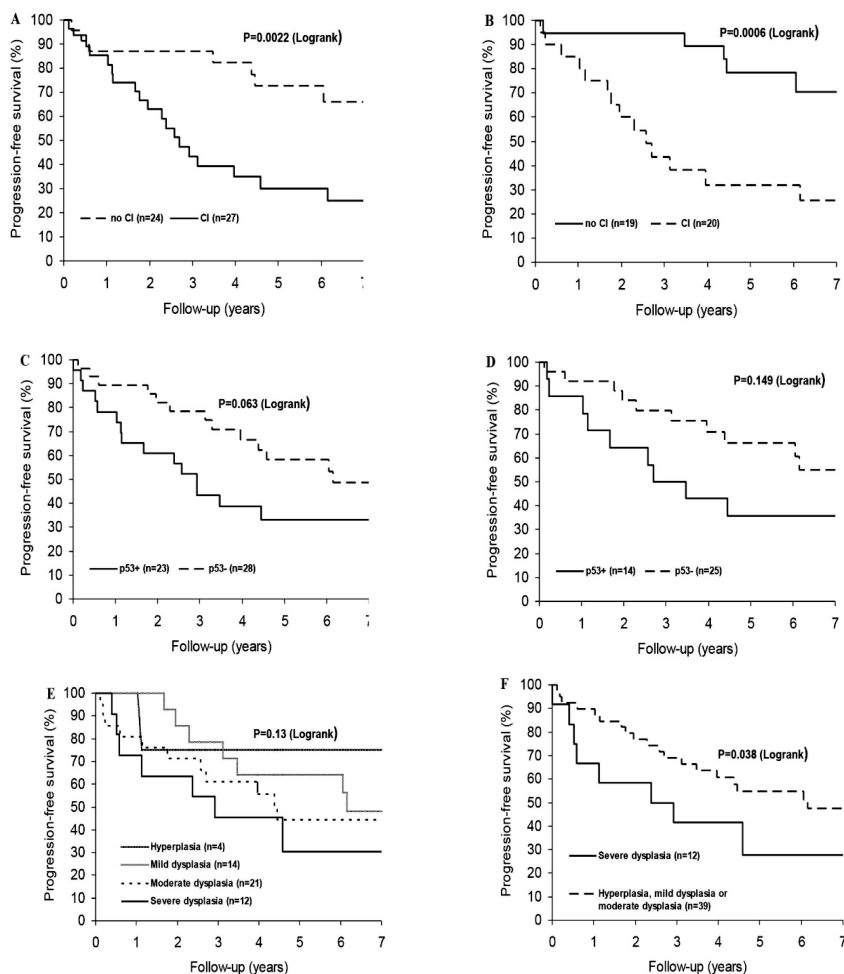 A
P=0.0022 (Logrank)
Progression-free survival (%)
100
90
80
70
60
50
40
30
20
10
0
no CI (n=24) CI (n=27)
0 1 2 3 4 5 6 7
Follow-up (years)
B
P=0.0006 (Logrank)
Progression-free survival (%)
100
90
80
70
60
50
40
30
20
10
0
no CI (n=19) CI (n=20)
0 1 2 3 4 5 6 7
Follow-up (years)
C
P=0.063 (Logrank)
Progression-free survival (%)
100
90
80
70
60
50
40
30
20
10
0
p53+ (n=23) p53- (n=28)
0 1 2 3 4 5 6 7
Follow-up (years)
D
P=0.149 (Logrank)
Progression-free survival (%)
100
90
80
70
60
50
40
30
20
10
0
p53+ (n=14) p53- (n=25)
0 1 2 3 4 5 6 7
Follow-up (years)
E
P=0.13 (Logrank)
Progression-free survival (%)
100
90
80
70
60
50
40
30
20
10
0
Hyperplasia (n=4)
Mild dysplasia (n=14)
Moderate dysplasia (n=21)
Severe dysplasia (n=12)
0 1 2 3 4 5 6 7
Follow-up (years)
F
P=0.038 (Logrank)
Progression-free survival (%)
100
90
80
70
60
50
40
30
20
10
0
Severe dysplasia (n=12)
Hyperplasia, mild dysplasia or
moderate dysplasia (n=39)
0 1 2 3 4 5 6 7
Follow-up (years)